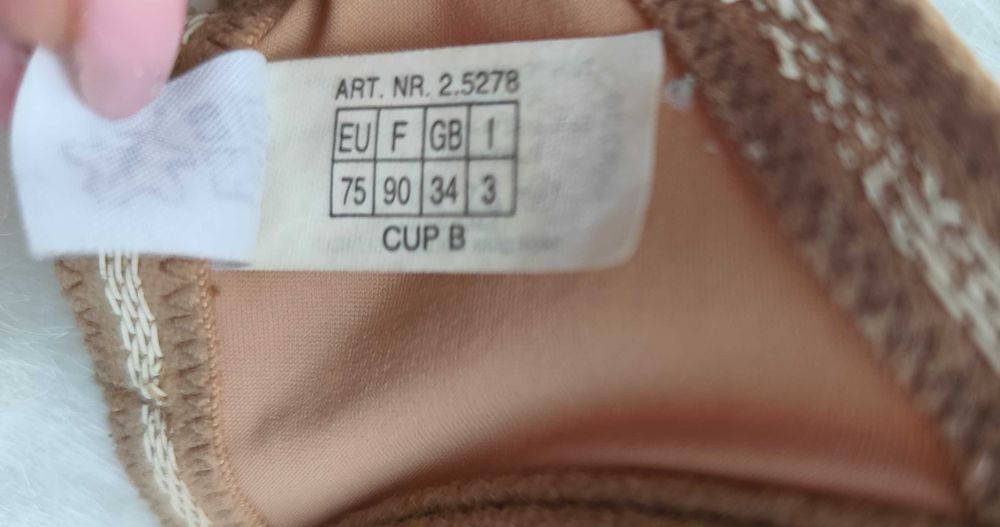 ART. NR. 2.5278
EU F GB I
75 90 34 3
CUP B